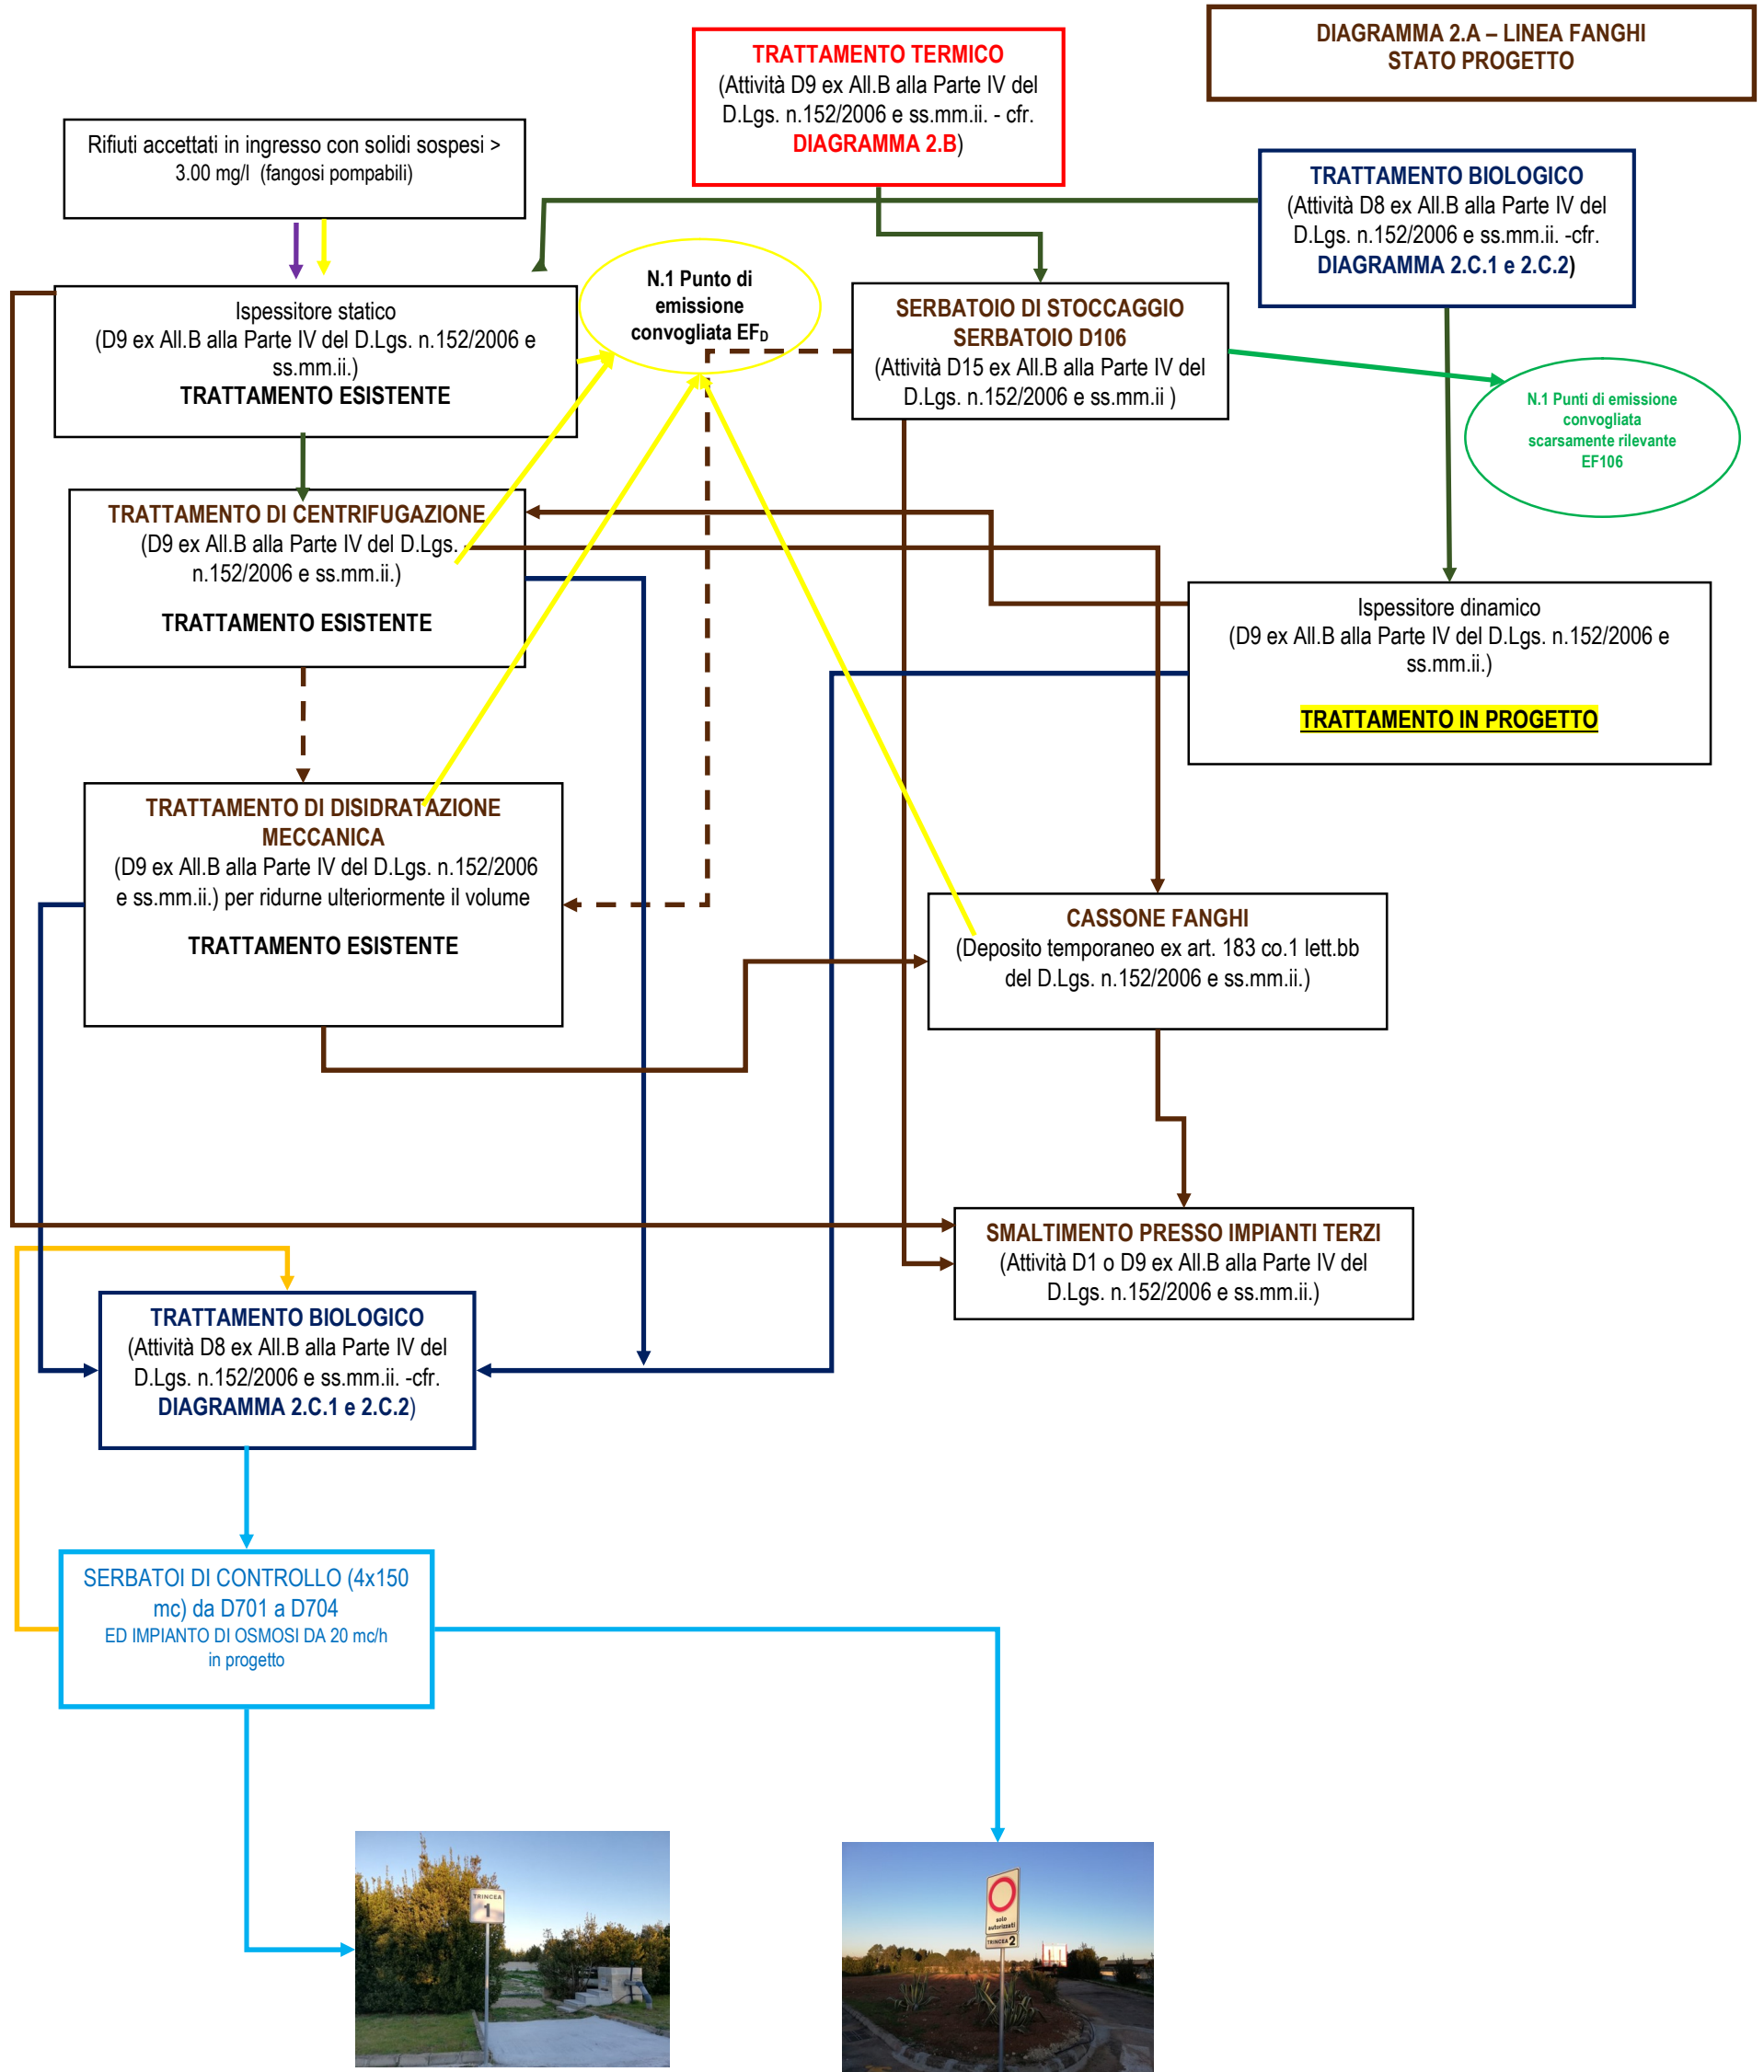 DIAGRAMMA 2.A – LINEA FANGHI
STATO PROGETTO
TRATTAMENTO TERMICO
(Attività D9 ex All.B alla Parte IV del
D.Lgs. n.152/2006 e ss.mm.ii. - cfr.
DIAGRAMMA 2.B)
Rifiuti accettati in ingresso con solidi sospesi >
3.00 mg/l (fangosi pompabili)
TRATTAMENTO BIOLOGICO
(Attività D8 ex All.B alla Parte IV del
D.Lgs. n.152/2006 e ss.mm.ii. -cfr.
DIAGRAMMA 2.C.1 e 2.C.2)
N.1 Punto di
emissione
convogliata EFD
Ispessitore statico
(D9 ex All.B alla Parte IV del D.Lgs. n.152/2006 e
ss.mm.ii.)
TRATTAMENTO ESISTENTE
SERBATOIO DI STOCCAGGIO
SERBATOIO D106
(Attività D15 ex All.B alla Parte IV del
D.Lgs. n.152/2006 e ss.mm.ii )
N.1 Punti di emissione
convogliata
scarsamente rilevante
EF106
TRATTAMENTO DI CENTRIFUGAZIONE
(D9 ex All.B alla Parte IV del D.Lgs.
n.152/2006 e ss.mm.ii.)
TRATTAMENTO ESISTENTE
Ispessitore dinamico
(D9 ex All.B alla Parte IV del D.Lgs. n.152/2006 e
ss.mm.ii.)
TRATTAMENTO IN PROGETTO
TRATTAMENTO DI DISIDRATAZIONE
MECCANICA
(D9 ex All.B alla Parte IV del D.Lgs. n.152/2006
e ss.mm.ii.) per ridurne ulteriormente il volume
TRATTAMENTO ESISTENTE
CASSONE FANGHI
(Deposito temporaneo ex art. 183 co.1 lett.bb
del D.Lgs. n.152/2006 e ss.mm.ii.)
SMALTIMENTO PRESSO IMPIANTI TERZI
(Attività D1 o D9 ex All.B alla Parte IV del
D.Lgs. n.152/2006 e ss.mm.ii.)
TRATTAMENTO BIOLOGICO
(Attività D8 ex All.B alla Parte IV del
D.Lgs. n.152/2006 e ss.mm.ii. -cfr.
DIAGRAMMA 2.C.1 e 2.C.2)
SERBATOI DI CONTROLLO (4x150
mc) da D701 a D704
ED IMPIANTO DI OSMOSI DA 20 mc/h
in progetto
TRINCEA
1
solo
autorizzati
TRINCEA 2